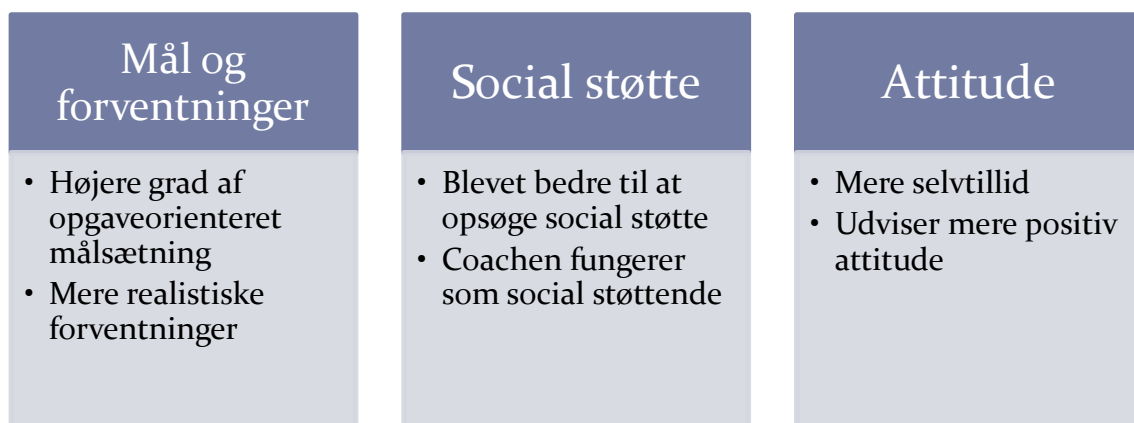 Mål og
forventninger
• Højere grad af
opgaveorienteret
målsætning
• Mere realistiske
forventninger
Social støtte
• Blevet bedre til at
opsøge social støtte
• Coachen fungerer
som social støttende
Attitude
• Mere selvtillid
• Udviser mere positiv
attitude